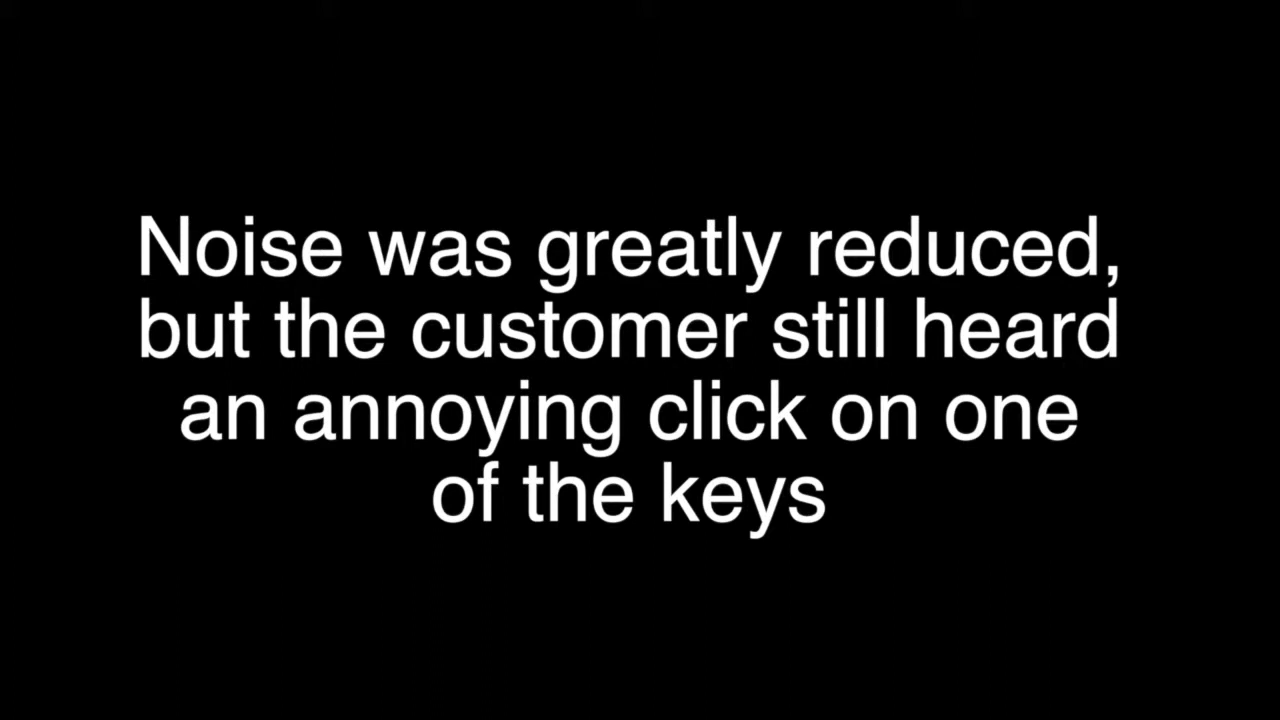 Noise was greatly reduced,
but the customer still heard
an annoying click on one
of the keys